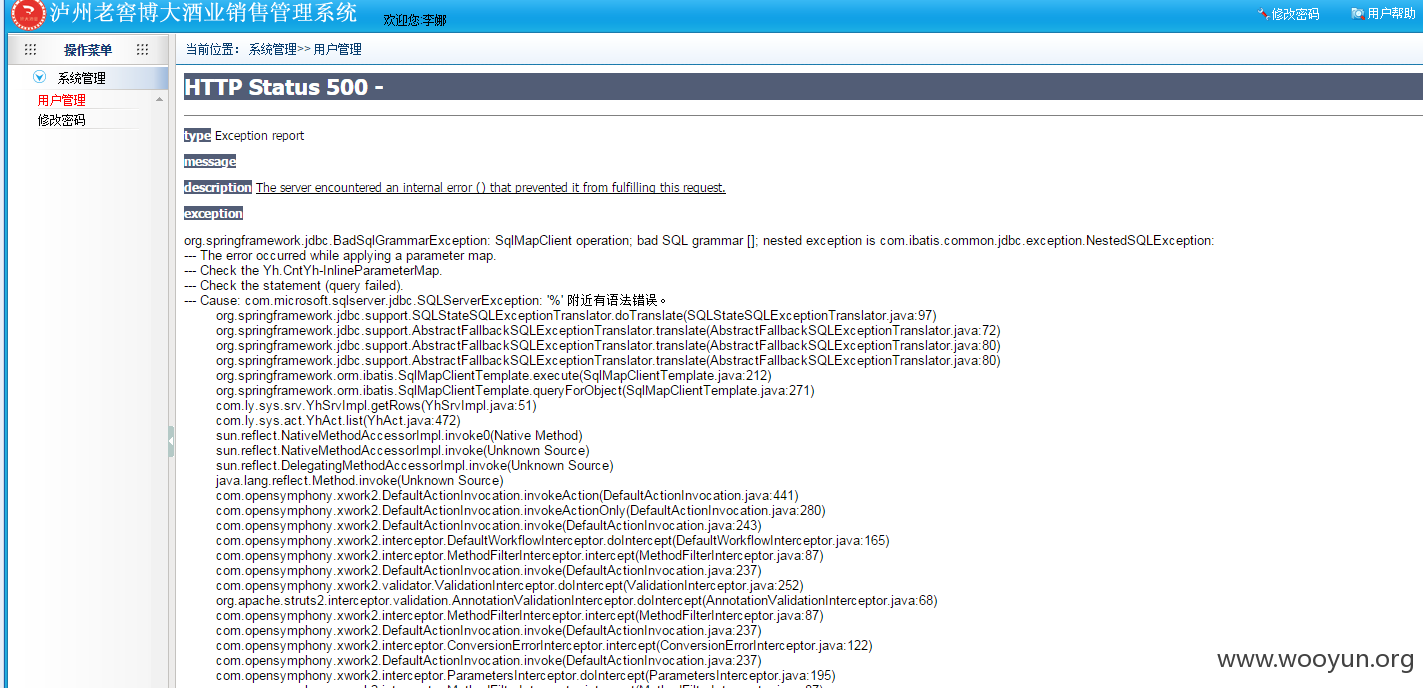 泸州老窖博大酒业销售管理系统
欢迎您:李娜
修改密码
用户帮助
操作菜单
当前位置： 系统管理>> 用户管理
系统管理
用户管理
修改密码
HTTP Status 500 -
type Exception report
message
description The server encountered an internal error () that prevented it from fulfilling this request.
exception
org.springframework.jdbc.BadSqlGrammarException: SqlMapClient operation; bad SQL grammar []; nested exception is com.ibatis.common.jdbc.exception.NestedSQLException:
--- The error occurred while applying a parameter map.
--- Check the Yh.CntYh-InlineParameterMap.
--- Check the statement (query failed).
--- Cause: com.microsoft.sqlserver.jdbc.SQLServerException: '%' 附近有语法错误。
org.springframework.jdbc.support.SQLStateSQLExceptionTranslator.doTranslate(SQLStateSQLExceptionTranslator.java:97)
org.springframework.jdbc.support.AbstractFallbackSQLExceptionTranslator.translate(AbstractFallbackSQLExceptionTranslator.java:72)
org.springframework.jdbc.support.AbstractFallbackSQLExceptionTranslator.translate(AbstractFallbackSQLExceptionTranslator.java:80)
org.springframework.jdbc.support.AbstractFallbackSQLExceptionTranslator.translate(AbstractFallbackSQLExceptionTranslator.java:80)
org.springframework.orm.ibatis.SqlMapClientTemplate.execute(SqlMapClientTemplate.java:212)
org.springframework.orm.ibatis.SqlMapClientTemplate.queryForObject(SqlMapClientTemplate.java:271)
com.ly.sys.srv.YhSrvImpl.getRows(YhSrvImpl.java:51)
com.ly.sys.act.YhAct.list(YhAct.java:472)
sun.reflect.NativeMethodAccessorImpl.invoke0(Native Method)
sun.reflect.NativeMethodAccessorImpl.invoke(Unknown Source)
sun.reflect.DelegatingMethodAccessorImpl.invoke(Unknown Source)
java.lang.reflect.Method.invoke(Unknown Source)
com.opensymphony.xwork2.DefaultActionInvocation.invokeAction(DefaultActionInvocation.java:441)
com.opensymphony.xwork2.DefaultActionInvocation.invokeActionOnly(DefaultActionInvocation.java:280)
com.opensymphony.xwork2.DefaultActionInvocation.invoke(DefaultActionInvocation.java:243)
com.opensymphony.xwork2.interceptor.DefaultWorkflowInterceptor.doIntercept(DefaultWorkflowInterceptor.java:165)
com.opensymphony.xwork2.interceptor.MethodFilterInterceptor.intercept(MethodFilterInterceptor.java:87)
com.opensymphony.xwork2.DefaultActionInvocation.invoke(DefaultActionInvocation.java:237)
com.opensymphony.xwork2.validator.ValidationInterceptor.doIntercept(ValidationInterceptor.java:252)
org.apache.struts2.interceptor.validation.AnnotationValidationInterceptor.doIntercept(AnnotationValidationInterceptor.java:68)
com.opensymphony.xwork2.interceptor.MethodFilterInterceptor.intercept(MethodFilterInterceptor.java:87)
com.opensymphony.xwork2.DefaultActionInvocation.invoke(DefaultActionInvocation.java:237)
com.opensymphony.xwork2.interceptor.ConversionErrorInterceptor.intercept(ConversionErrorInterceptor.java:122)
com.opensymphony.xwork2.DefaultActionInvocation.invoke(DefaultActionInvocation.java:237)
com.opensymphony.xwork2.interceptor.ParametersInterceptor.doIntercept(ParametersInterceptor.java:195)
www.wooyun.org